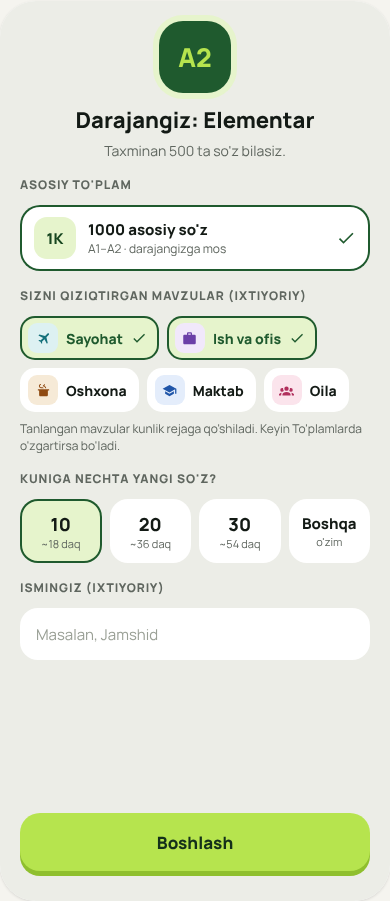 A2
Darajangiz: Elementar
Taxminan 500 ta so'z bilasiz.
ASOSIY TO'PLAM
1K
1000 asosiy so'z
A1–A2 · darajangizga mos
SIZNI QIZIQTIRGAN MAVZULAR (IXTIYORIY)
Sayohat
Ish va ofis
Oshxona
Maktab
Oila
Tanlangan mavzular kunlik rejaga qo'shiladi. Keyin To'plamlarda
o'zgartirsa bo'ladi.
KUNIGA NECHTA YANGI SO'Z?
10
~18 daq
20
~36 daq
30
~54 daq
Boshqa
o'zim
ISMINGIZ (IXTIYORIY)
Masalan, Jamshid
Boshlash